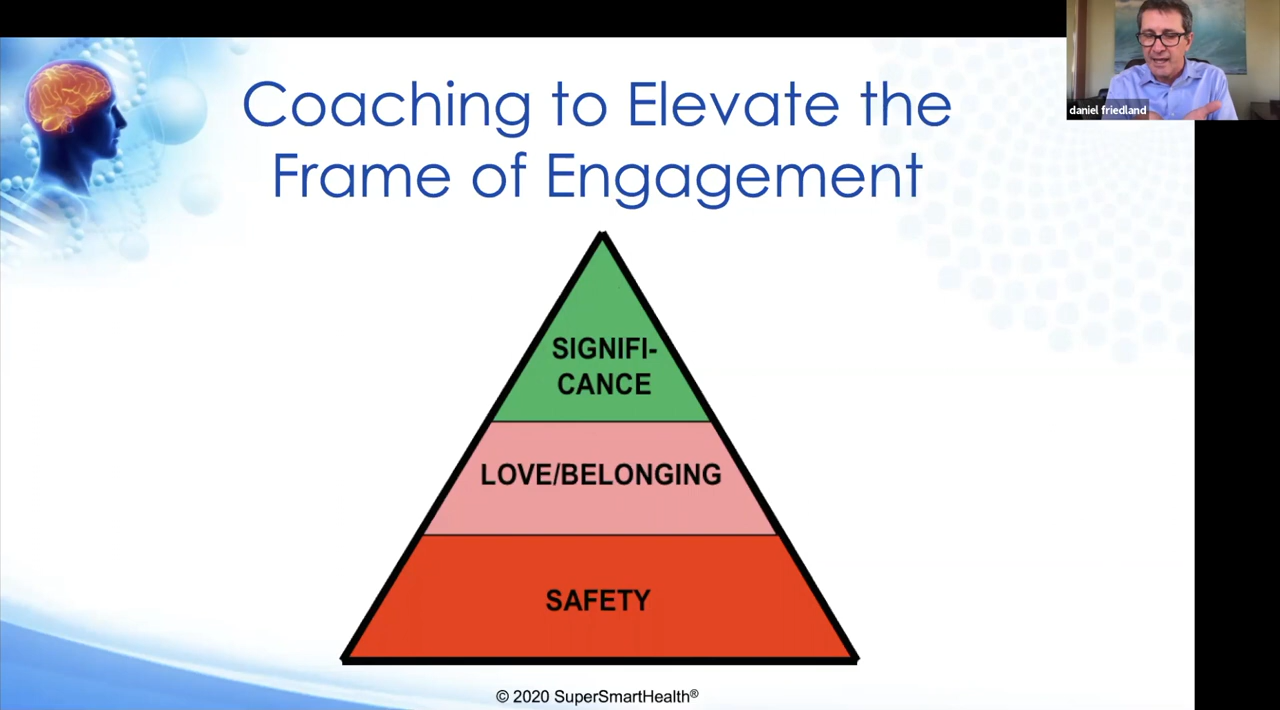 Coaching to Elevate the
Frame of Engagement
daniel friedland
SIGNIFI-
CANCE
LOVE/BELONGING
SAFETY
© 2020 SuperSmartHealth®